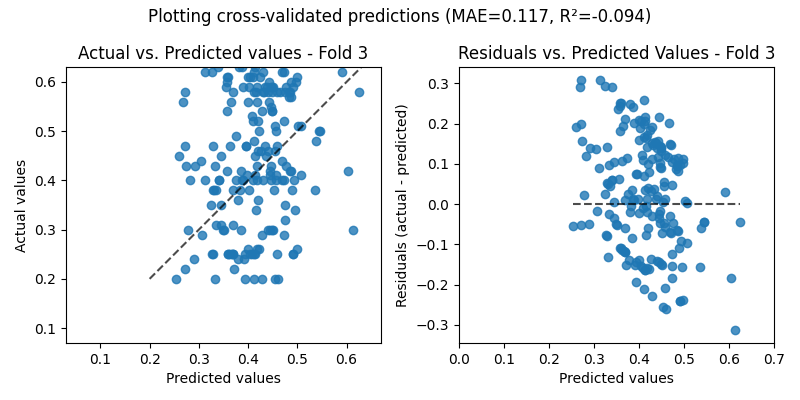 Plotting cross-validated predictions (MAE=0.117, R²=-0.094)
Actual vs. Predicted values - Fold 3
Actual values
0.6
0.5
0.4
0.3
0.2
0.1
0.1 0.2 0.3 0.4 0.5 0.6
Predicted values
Residuals vs. Predicted Values - Fold 3
Residuals (actual - predicted)
0.3
0.2
0.1
0.0
−0.1
−0.2
−0.3
0.0 0.1 0.2 0.3 0.4 0.5 0.6 0.7
Predicted values